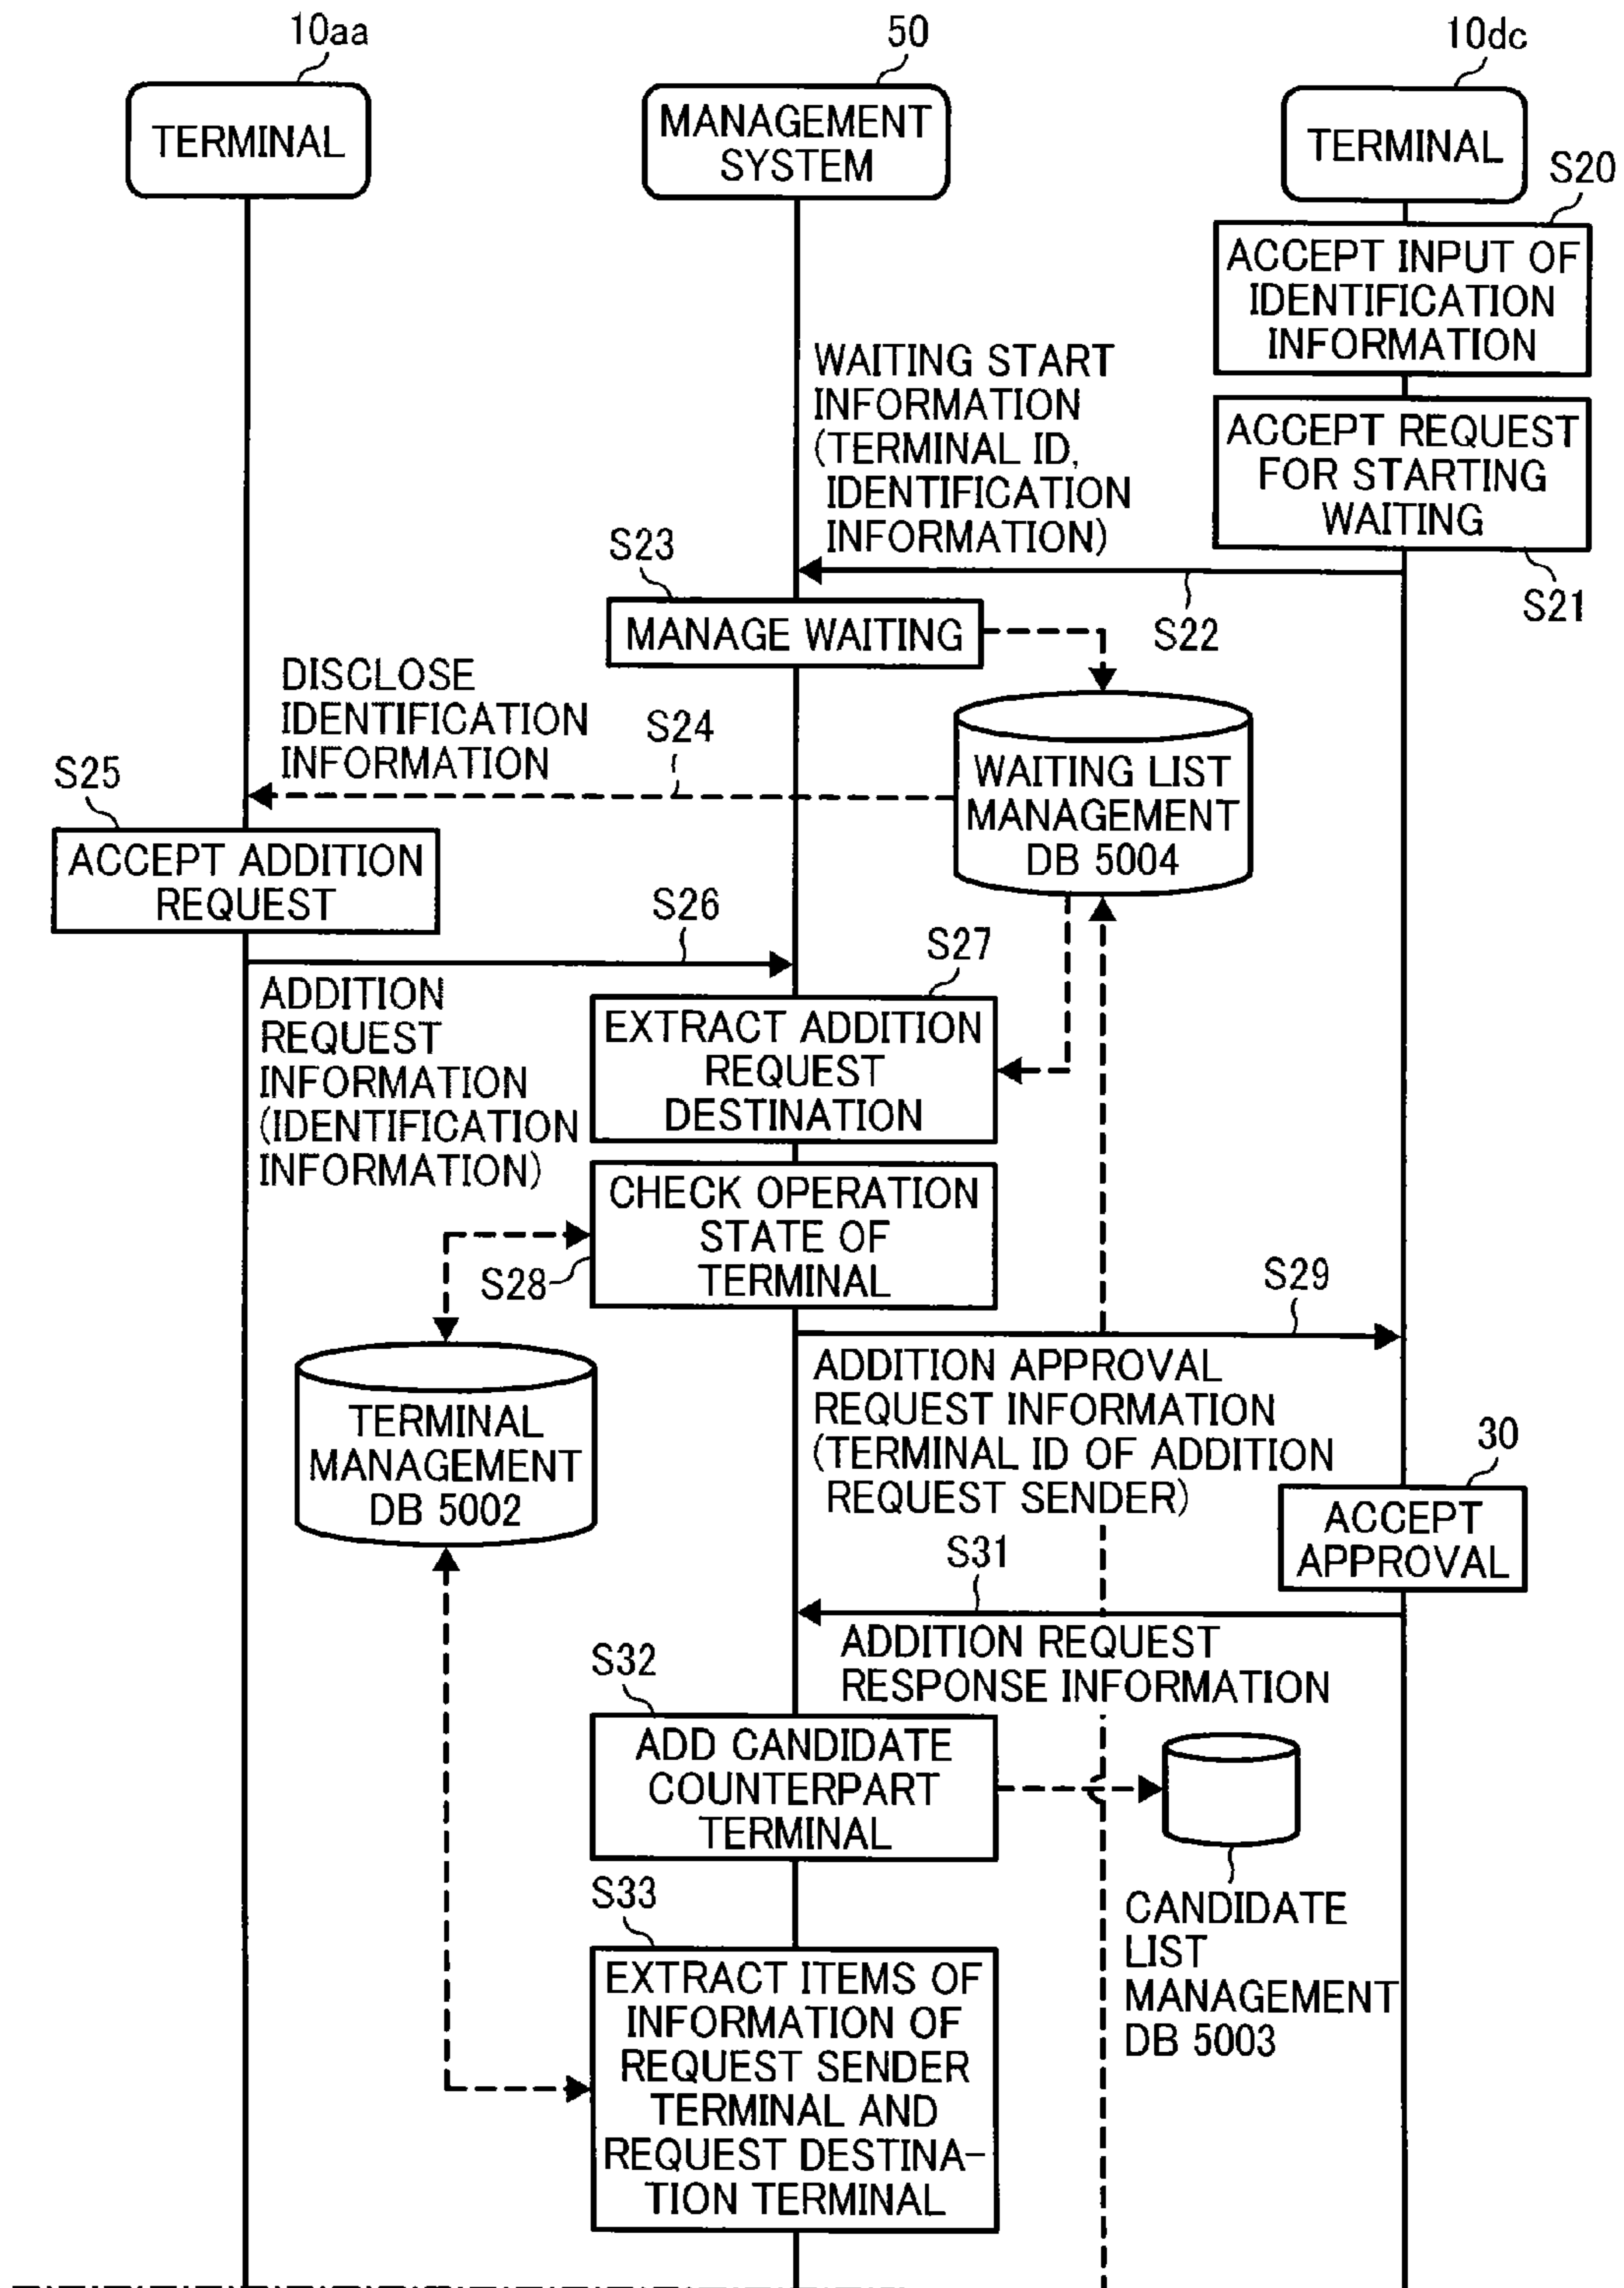 10aa
50
10dc
TERMINAL
MANAGEMENT
SYSTEM
TERMINAL
S20
ACCEPT INPUT OF
IDENTIFICATION
INFORMATION
WAITING START
INFORMATION
(TERMINAL ID,
IDENTIFICATION
INFORMATION)
ACCEPT REQUEST
FOR STARTING
WAITING
S21
S22
S23
MANAGE WAITING
DISCLOSE
IDENTIFICATION
INFORMATION
S24
WAITING LIST
MANAGEMENT
DB 5004
S25
ACCEPT ADDITION
REQUEST
S26
ADDITION
REQUEST
INFORMATION
(IDENTIFICATION
INFORMATION)
S27
EXTRACT ADDITION
REQUEST
DESTINATION
CHECK OPERATION
STATE OF
TERMINAL
S28
S29
TERMINAL
MANAGEMENT
DB 5002
ADDITION APPROVAL
REQUEST INFORMATION
(TERMINAL ID OF ADDITION
REQUEST SENDER)
30
ACCEPT
APPROVAL
S31
ADDITION REQUEST
RESPONSE INFORMATION
S32
ADD CANDIDATE
COUNTERPART
TERMINAL
CANDIDATE
LIST
MANAGEMENT
DB 5003
S33
EXTRACT ITEMS OF
INFORMATION OF
REQUEST SENDER
TERMINAL AND
REQUEST DESTINA-
TION TERMINAL